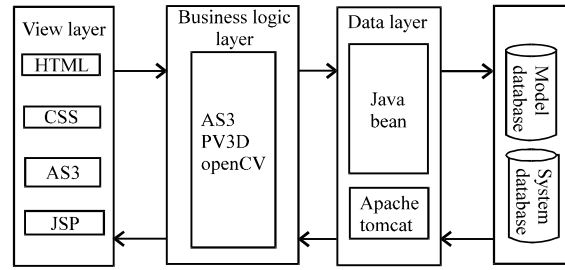 View layer
HTML
CSS
AS3
JSP
Business logic
layer
AS3
PV3D
openCV
Data layer
Java
bean
Apache
tomcat
Model
database
System
database